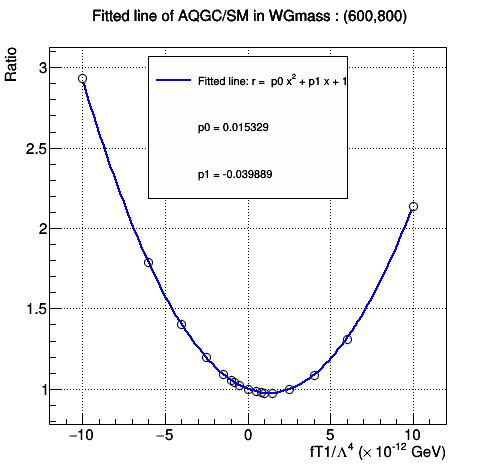 Fitted line of AQGC/SM in WGmass : (600,800)
Ratio
Fitted line: r = p0 x² + p1 x + 1
p0 = 0.015329
p1 = -0.039889
3
2.5
2
1.5
1
−10 −5 0 5 10
fT1/Λ⁴ (× 10⁻¹² GeV)